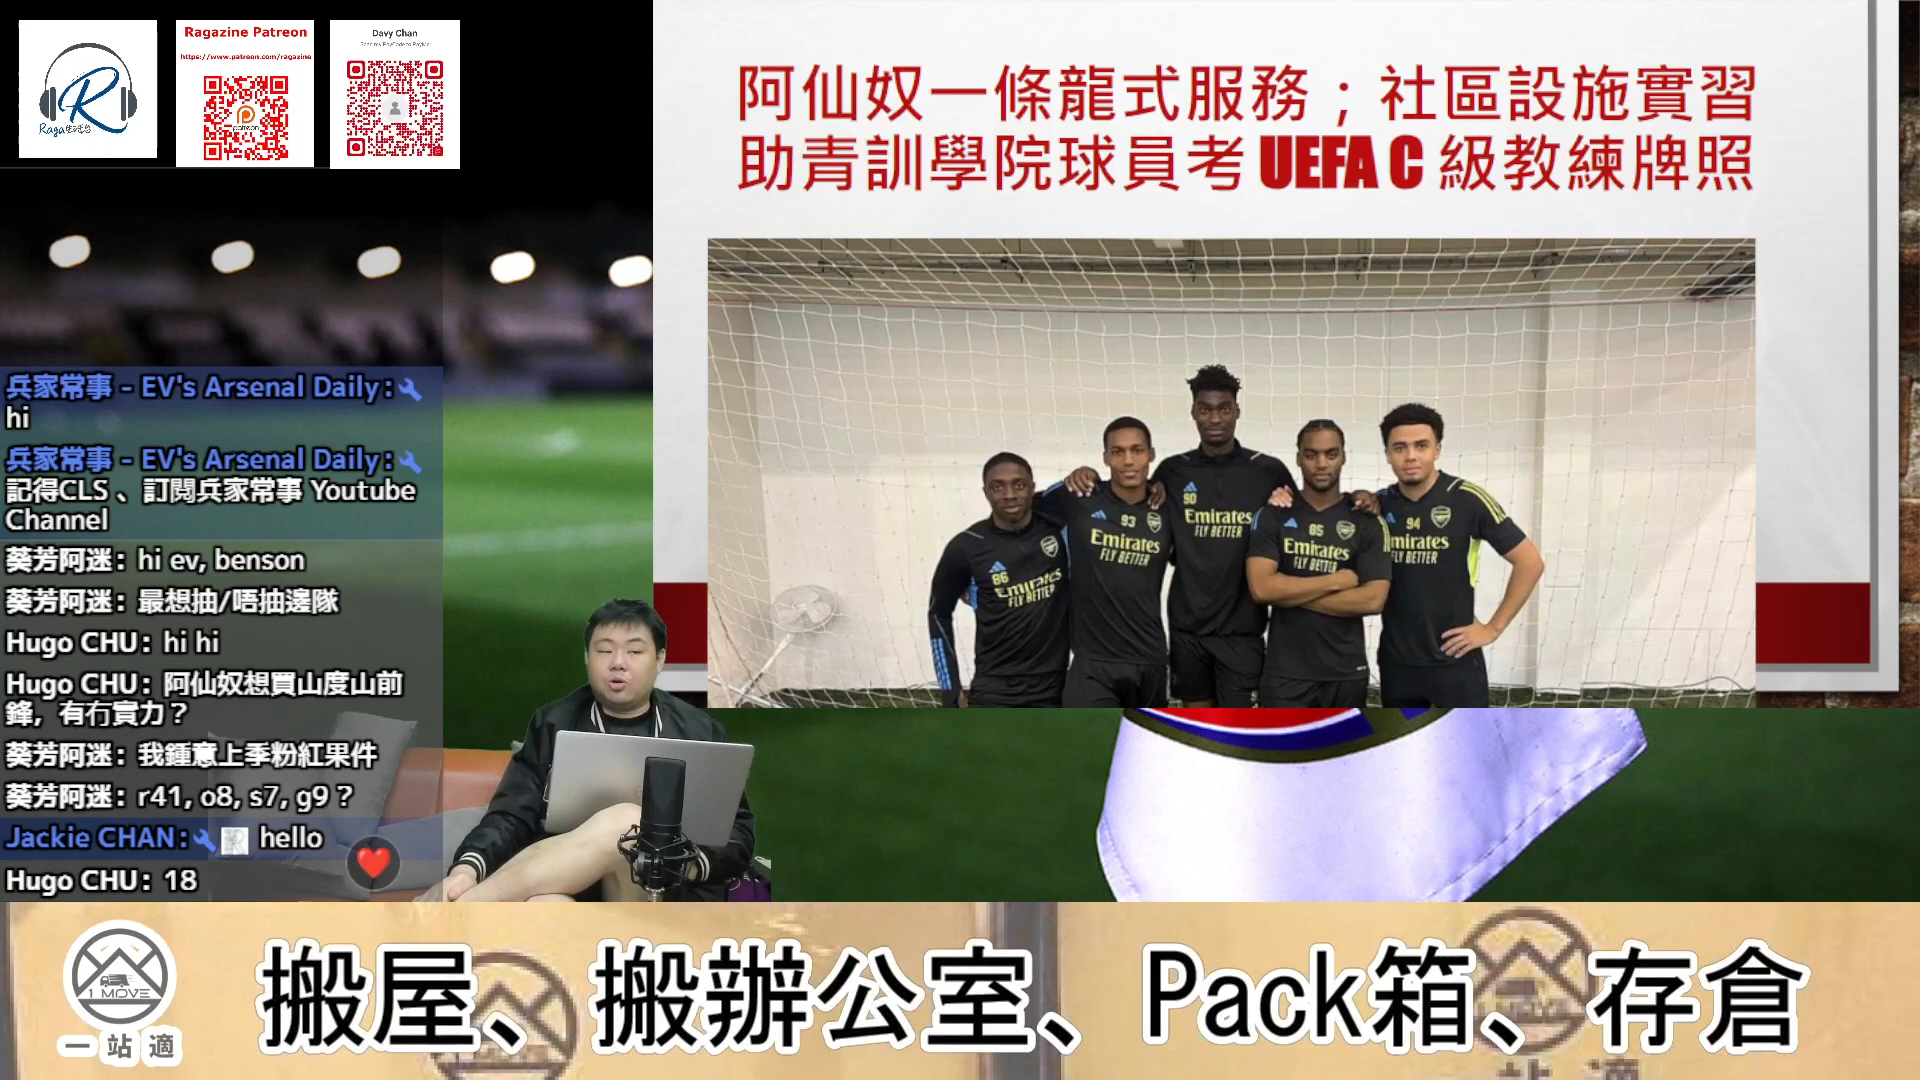 Ragazine Patreon
https://www.patreon.com/ragazine
patreon
Davy Chan
R
阿仙奴一條龍式服務；社區設施實習
助青訓學院球員考 UEFA C 級教練牌照
86
Emirates
FLY BETTER
93
Emirates
FLY BETTER
90
Emirates
FLY BETTER
85
Emirates
FLY BETTER
94
Emirates
FLY BETTER
兵家常事 - EV's Arsenal Daily:
hi
兵家常事 - EV's Arsenal Daily:
記得CLS 、訂閱兵家常事 Youtube
Channel
葵芳阿迷: hi ev, benson
葵芳阿迷: 最想抽/唔抽邊隊
Hugo CHU: hi hi
Hugo CHU: 阿仙奴想買山度山前
鋒，有冇實力？
葵芳阿迷: 我鍾意上季粉紅果件
葵芳阿迷: r41, o8, s7, g9？
Jackie CHAN: hello
Hugo CHU: 18
1 MOVE
一站適
搬屋、搬辦公室、Pack箱、存倉